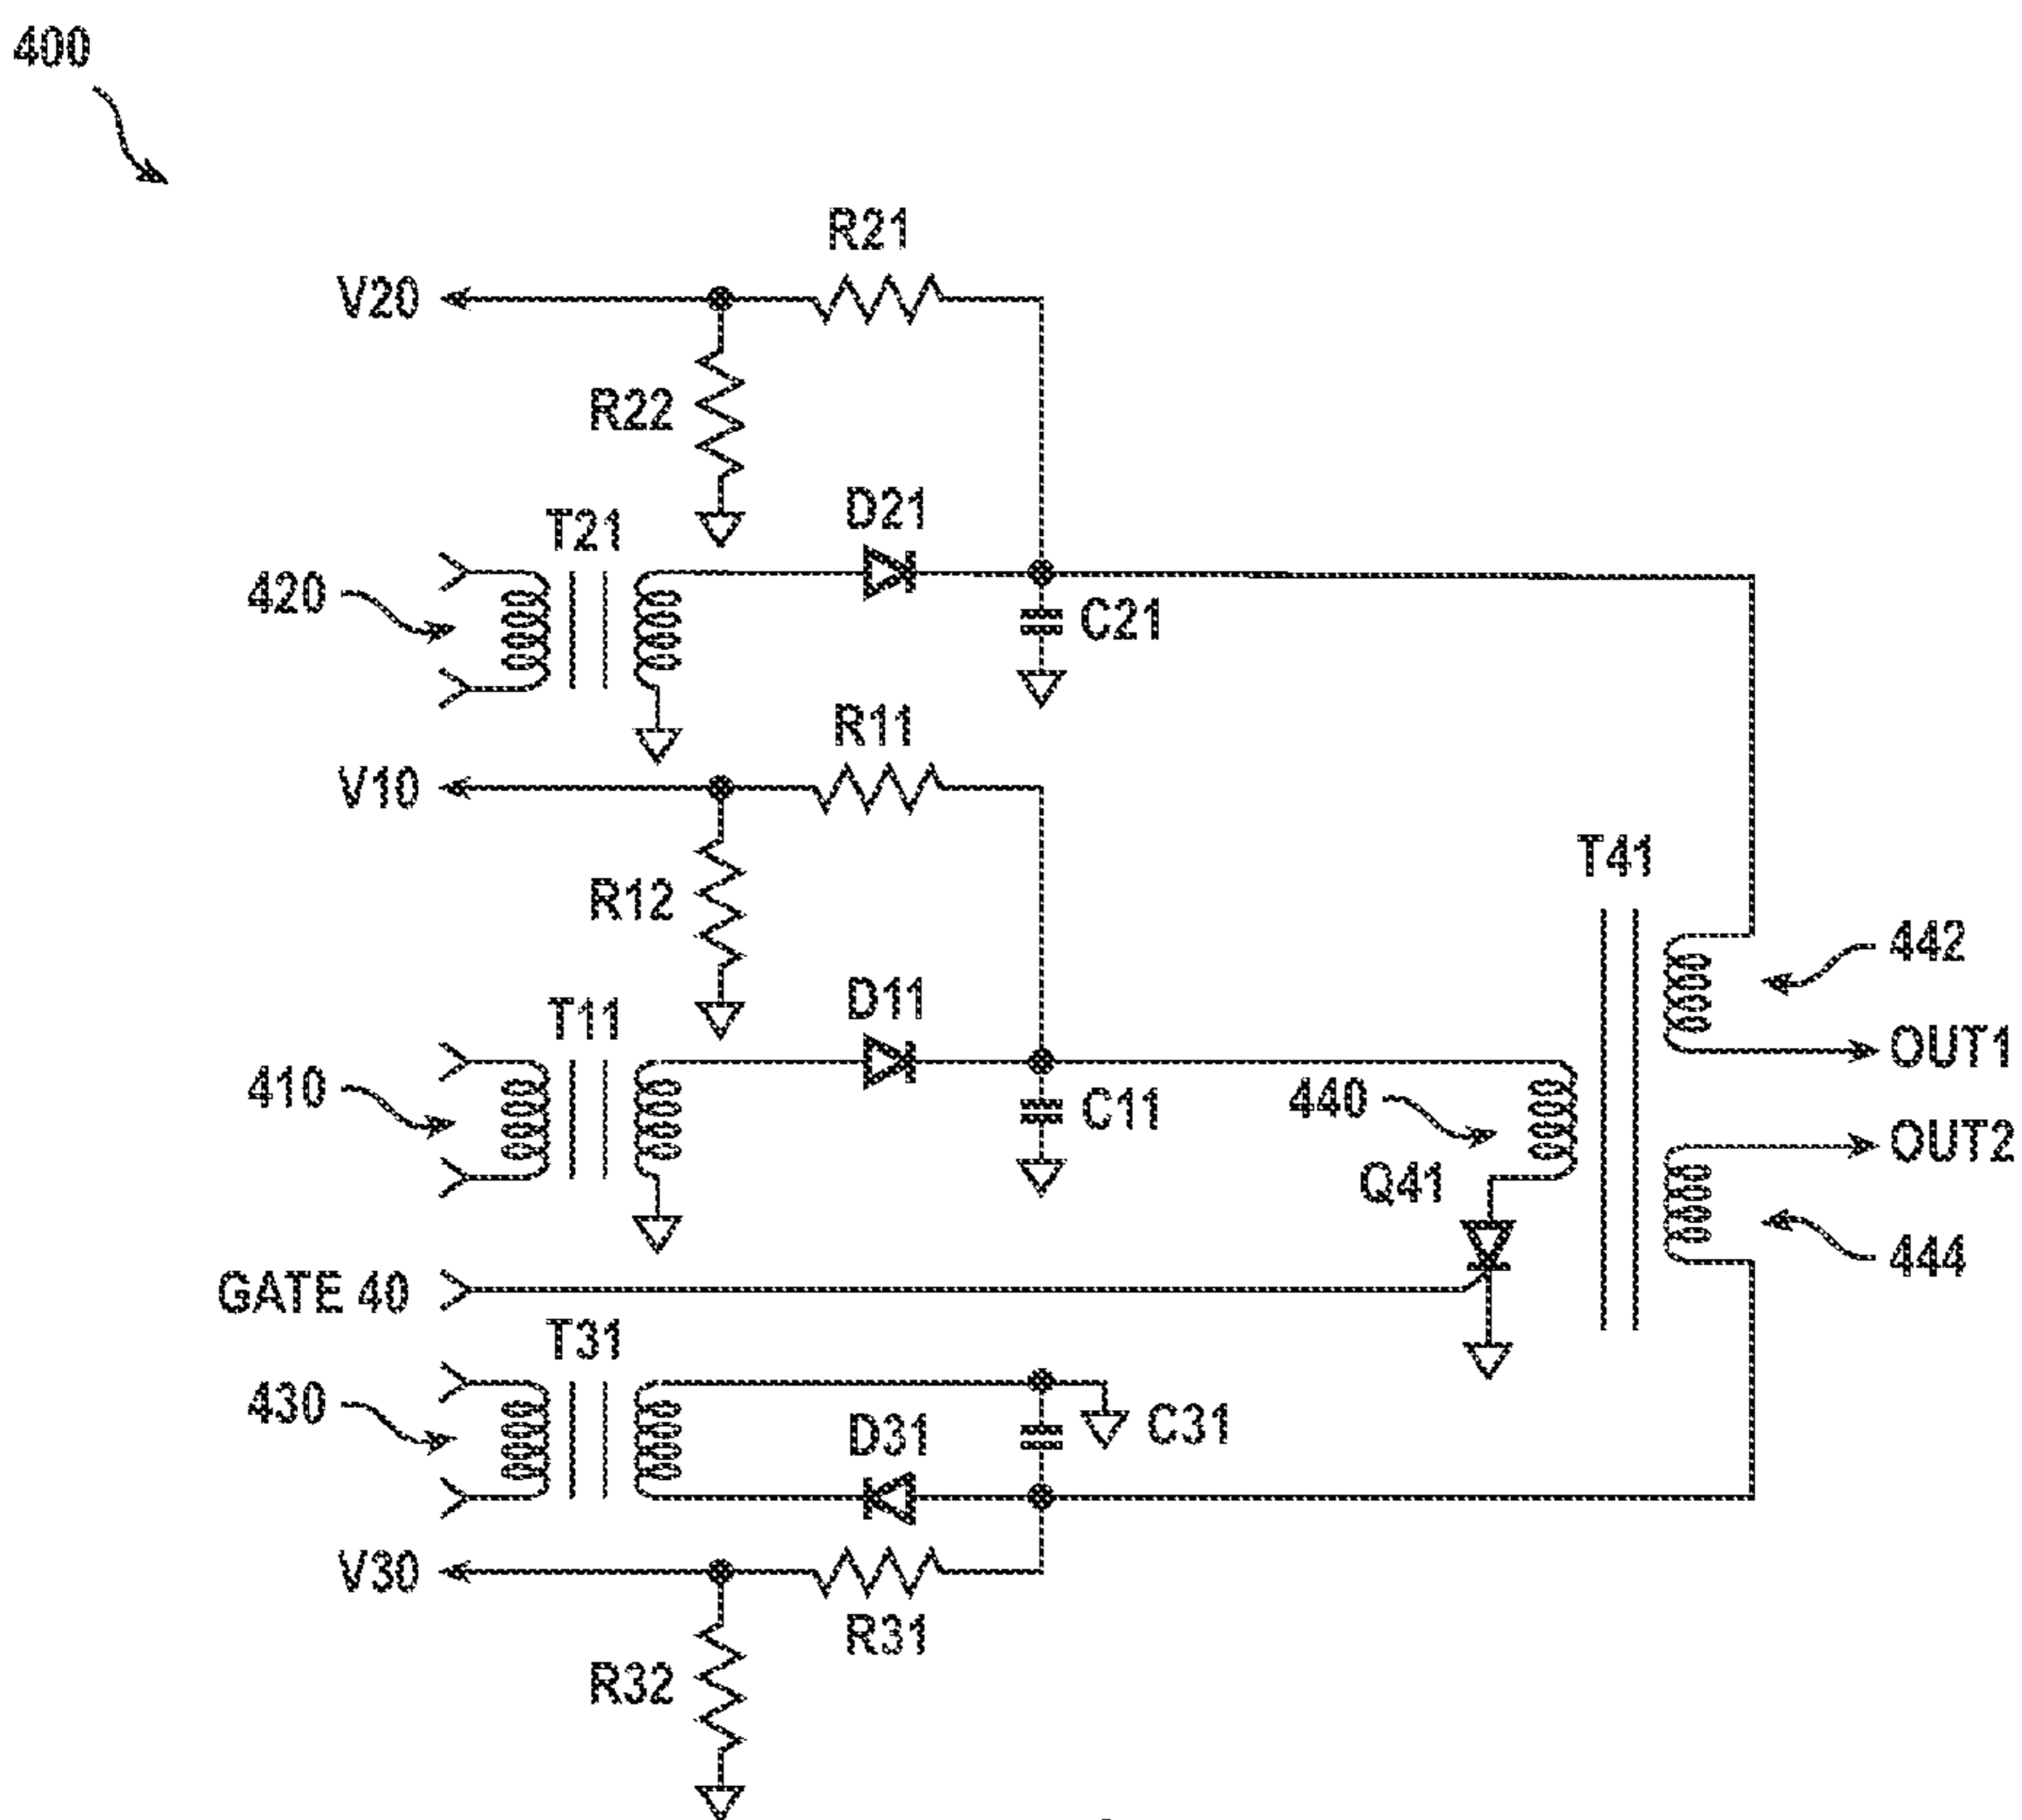 400
R21
V20
R22
D21
T21
420
C21
R11
V10
T41
R12
442
D11
T11
OUT1
410
440
C11
OUT2
Q41
444
GATE 40
T31
430
D31
C31
V30
R31
R32